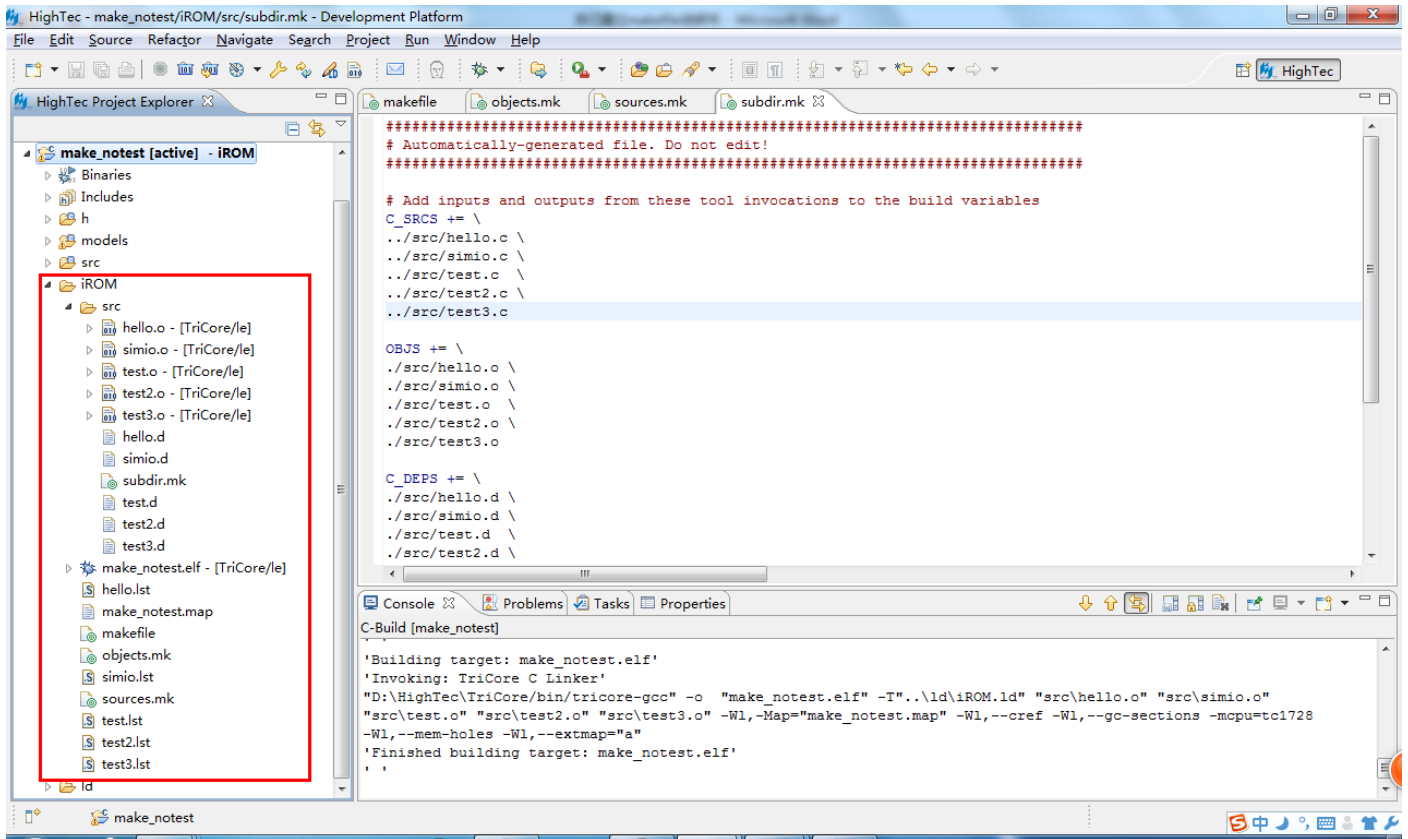 HighTec - make_notest/iROM/src/subdir.mk - Development Platform
File Edit Source Refactor Navigate Search Project Run Window Help
HighTec
HighTec Project Explorer
make_notest [active] - iROM
Binaries
Includes
h
models
src
iROM
src
hello.o - [TriCore/le]
simio.o - [TriCore/le]
test.o - [TriCore/le]
test2.o - [TriCore/le]
test3.o - [TriCore/le]
hello.d
simio.d
subdir.mk
test.d
test2.d
test3.d
make_notest.elf - [TriCore/le]
hello.lst
make_notest.map
makefile
objects.mk
simio.lst
sources.mk
test.lst
test2.lst
test3.lst
ld
makefile objects.mk sources.mk subdir.mk
################################################################################
# Automatically-generated file. Do not edit!
################################################################################
# Add inputs and outputs from these tool invocations to the build variables
C_SRCS += \
../src/hello.c \
../src/simio.c \
../src/test.c \
../src/test2.c \
../src/test3.c
OBJS += \
./src/hello.o \
./src/simio.o \
./src/test.o \
./src/test2.o \
./src/test3.o
C_DEPS += \
./src/hello.d \
./src/simio.d \
./src/test.d \
./src/test2.d \
Console Problems Tasks Properties
C-Build [make_notest]
'Building target: make_notest.elf'
'Invoking: TriCore C Linker'
"D:\HighTec\TriCore/bin/tricore-gcc" -o "make_notest.elf" -T"..\ld\iROM.ld" "src\hello.o" "src\simio.o"
"src\test.o" "src\test2.o" "src\test3.o" -Wl,-Map="make_notest.map" -Wl,--cref -Wl,--gc-sections -mcpu=tc1728
-Wl,--mem-holes -Wl,--extmap="a"
'Finished building target: make_notest.elf'
' '
make_notest
中